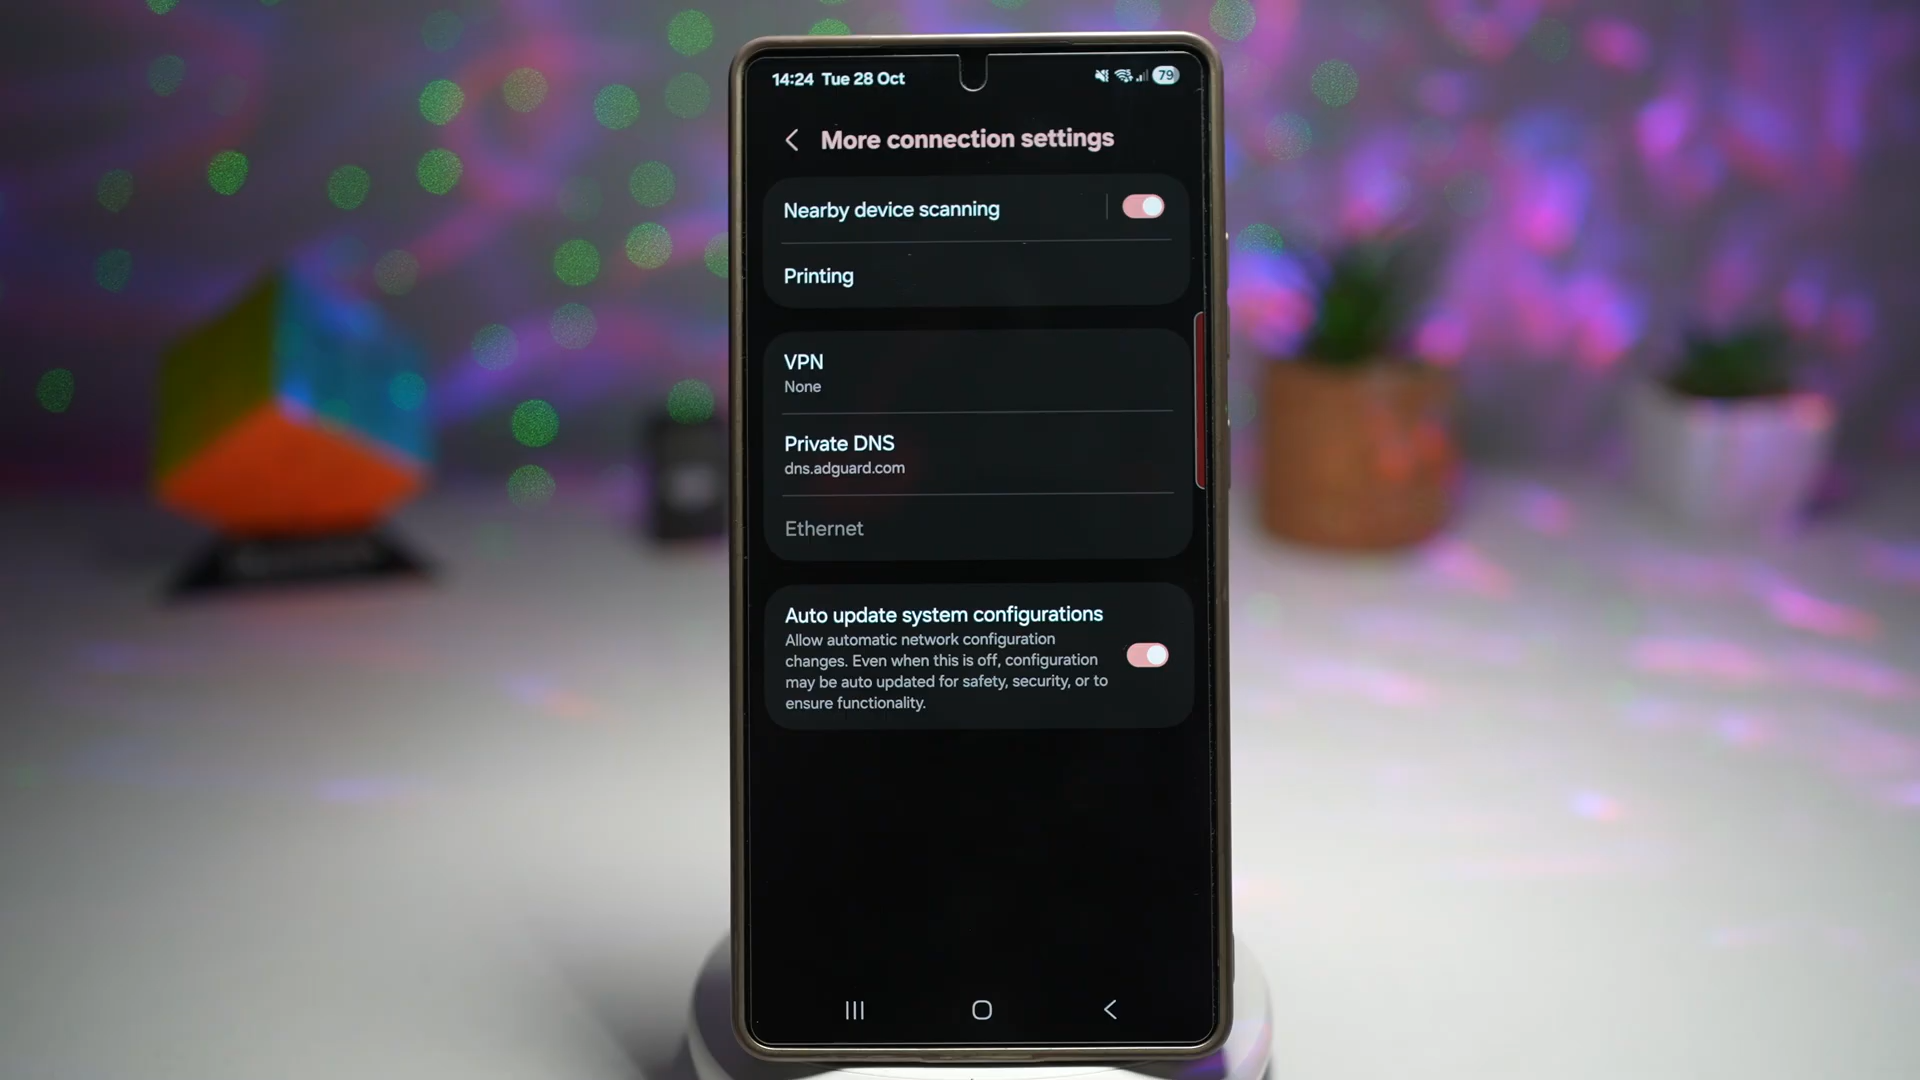 14:24 Tue 28 Oct
79
More connection settings
Nearby device scanning
Printing
VPN
None
Private DNS
dns.adguard.com
Ethernet
Auto update system configurations
Allow automatic network configuration
changes. Even when this is off, configuration
may be auto updated for safety, security, or to
ensure functionality.